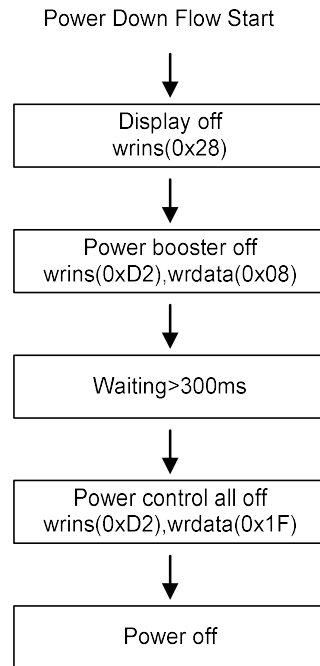 Power Down Flow Start
Display off
wrins(0x28)
Power booster off
wrins(0xD2),wrdata(0x08)
Waiting>300ms
Power control all off
wrins(0xD2),wrdata(0x1F)
Power off